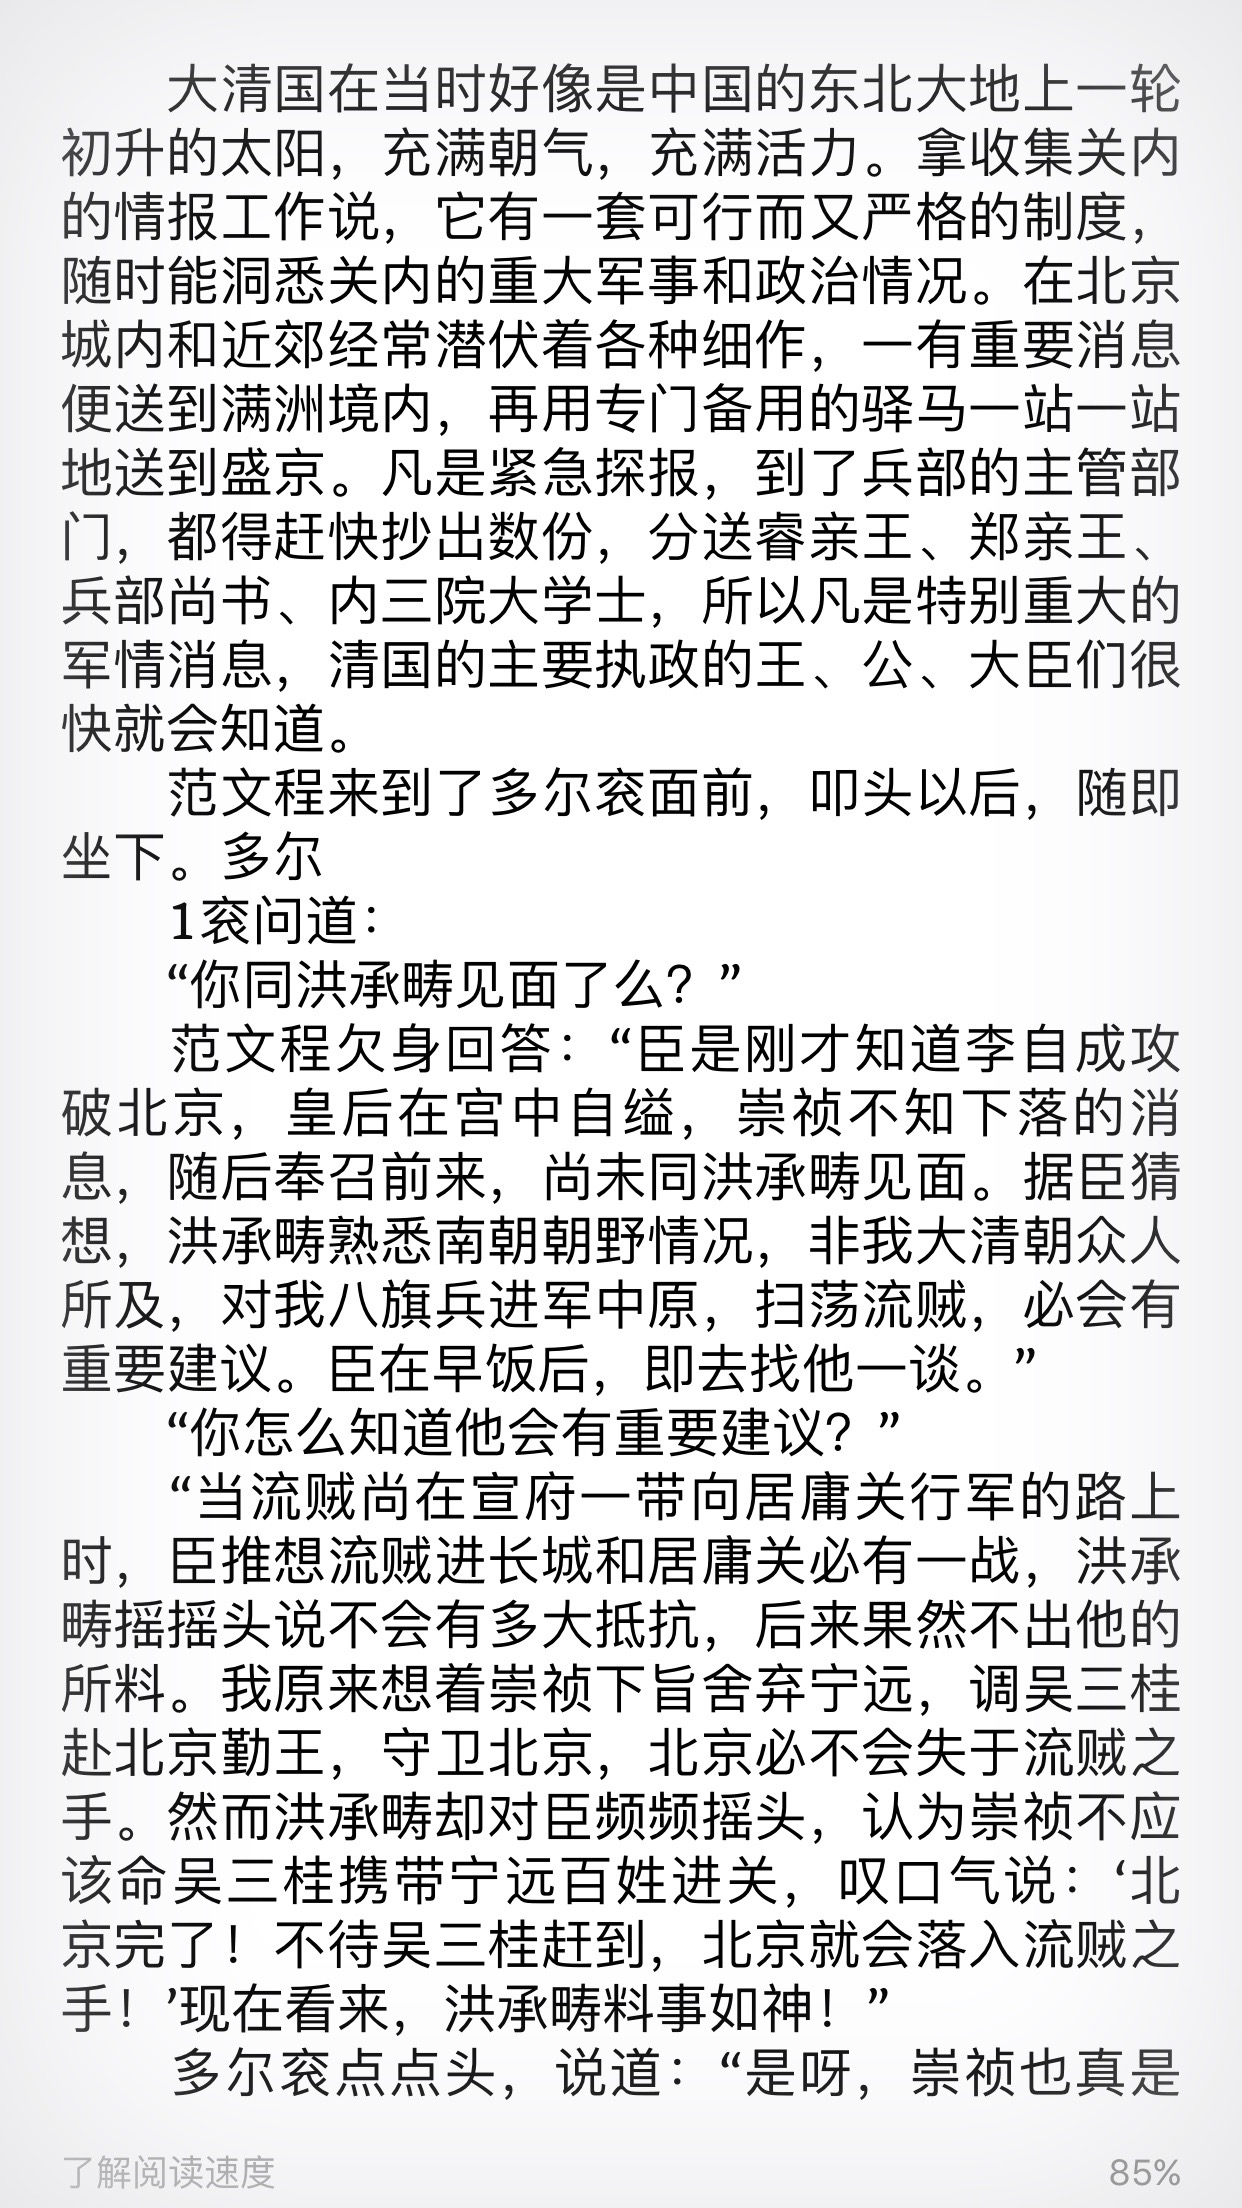 大清国在当时好像是中国的东北大地上一轮
初升的太阳，充满朝气，充满活力。拿收集关内
的情报工作说，它有一套可行而又严格的制度，
随时能洞悉关内的重大军事和政治情况。在北京
城内和近郊经常潜伏着各种细作，一有重要消息
便送到满洲境内，再用专门备用的驿马一站一站
地送到盛京。凡是紧急探报，到了兵部的主管部
门，都得赶快抄出数份，分送睿亲王、郑亲王、
兵部尚书、内三院大学士，所以凡是特别重大的
军情消息，清国的主要执政的王、公、大臣们很
快就会知道。
范文程来到了多尔衮面前，叩头以后，随即
坐下。多尔
1衮问道：
“你同洪承畴见面了么？”
范文程欠身回答：“臣是刚才知道李自成攻
破北京，皇后在宫中自缢，崇祯不知下落的消
息，随后奉召前来，尚未同洪承畴见面。据臣猜
想，洪承畴熟悉南朝朝野情况，非我大清朝众人
所及，对我八旗兵进军中原，扫荡流贼，必会有
重要建议。臣在早饭后，即去找他一谈。”
“你怎么知道他会有重要建议？”
“当流贼尚在宣府一带向居庸关行军的路上
时，臣推想流贼进长城和居庸关必有一战，洪承
畴摇摇头说不会有多大抵抗，后来果然不出他的
所料。我原来想着崇祯下旨舍弃宁远，调吴三桂
赴北京勤王，守卫北京，北京必不会失于流贼之
手。然而洪承畴却对臣频频摇头，认为崇祯不应
该命吴三桂携带宁远百姓进关，叹口气说：‘北
京完了！不待吴三桂赶到，北京就会落入流贼之
手！’现在看来，洪承畴料事如神！”
多尔衮点点头，说道：“是呀，崇祯也真是
了解阅读速度 85%